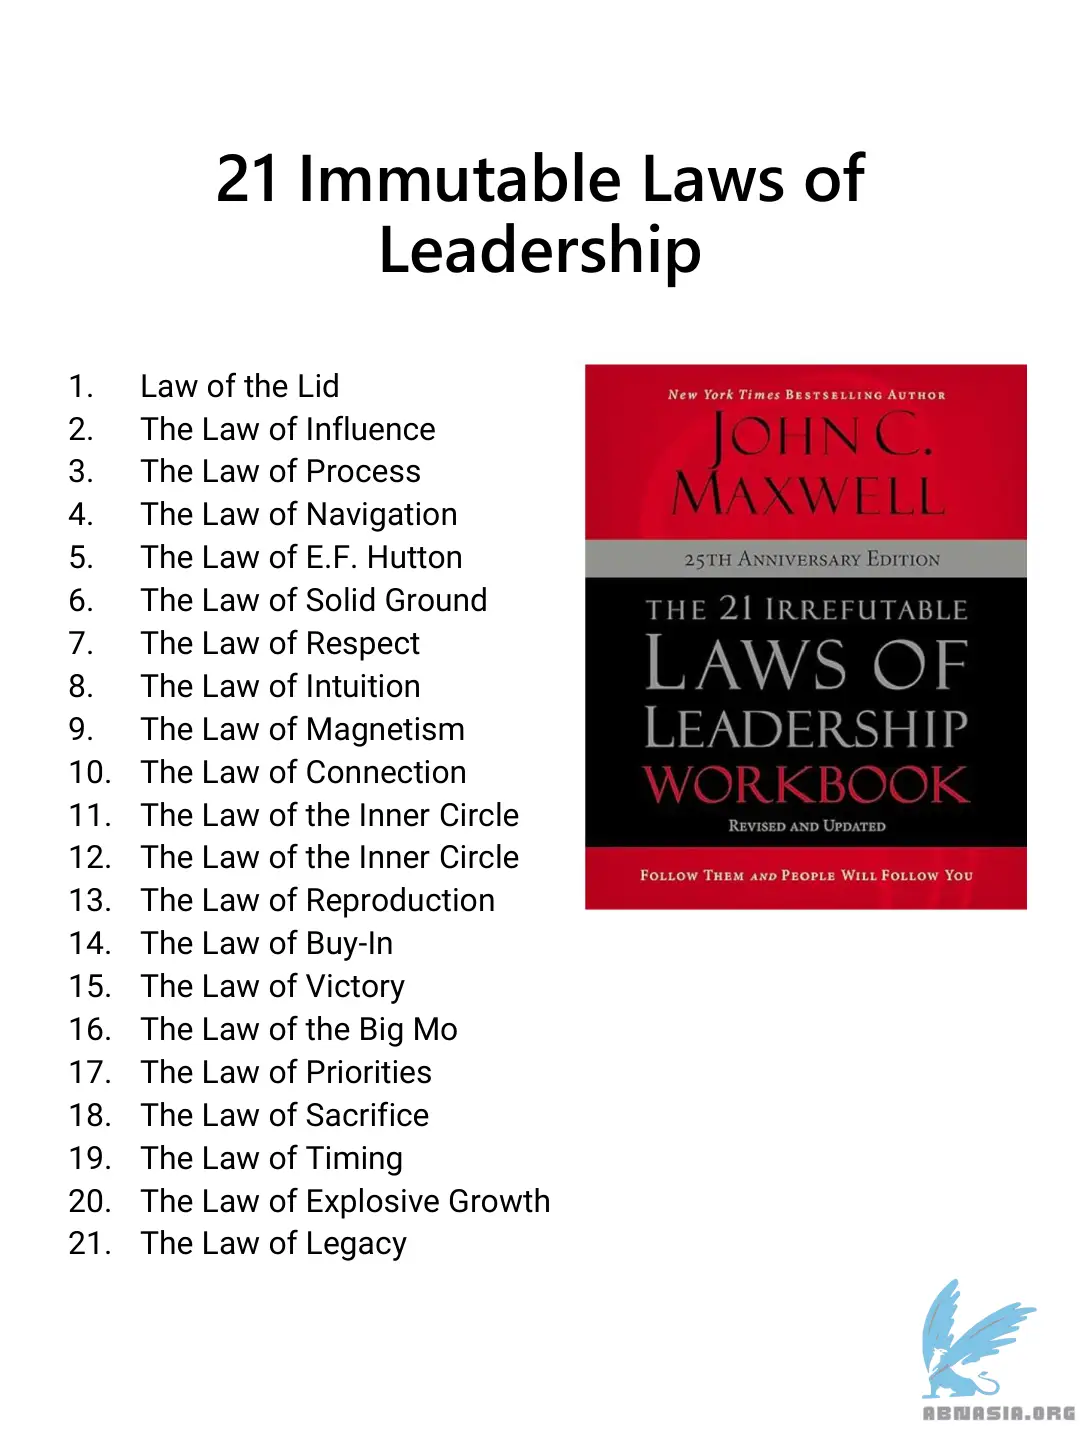 21 Immutable Laws of
Leadership
1. Law of the Lid
2. The Law of Influence
3. The Law of Process
4. The Law of Navigation
5. The Law of E.F. Hutton
6. The Law of Solid Ground
7. The Law of Respect
8. The Law of Intuition
9. The Law of Magnetism
10. The Law of Connection
11. The Law of the Inner Circle
12. The Law of the Inner Circle
13. The Law of Reproduction
14. The Law of Buy-In
15. The Law of Victory
16. The Law of the Big Mo
17. The Law of Priorities
18. The Law of Sacrifice
19. The Law of Timing
20. The Law of Explosive Growth
21. The Law of Legacy
New York Times BESTSELLING AUTHOR
JOHN C.
MAXWELL
25TH ANNIVERSARY EDITION
THE 21 IRREFUTABLE
LAWS OF
LEADERSHIP
WORKBOOK
REVISED AND UPDATED
FOLLOW THEM AND PEOPLE WILL FOLLOW YOU
ABNASIA.ORG